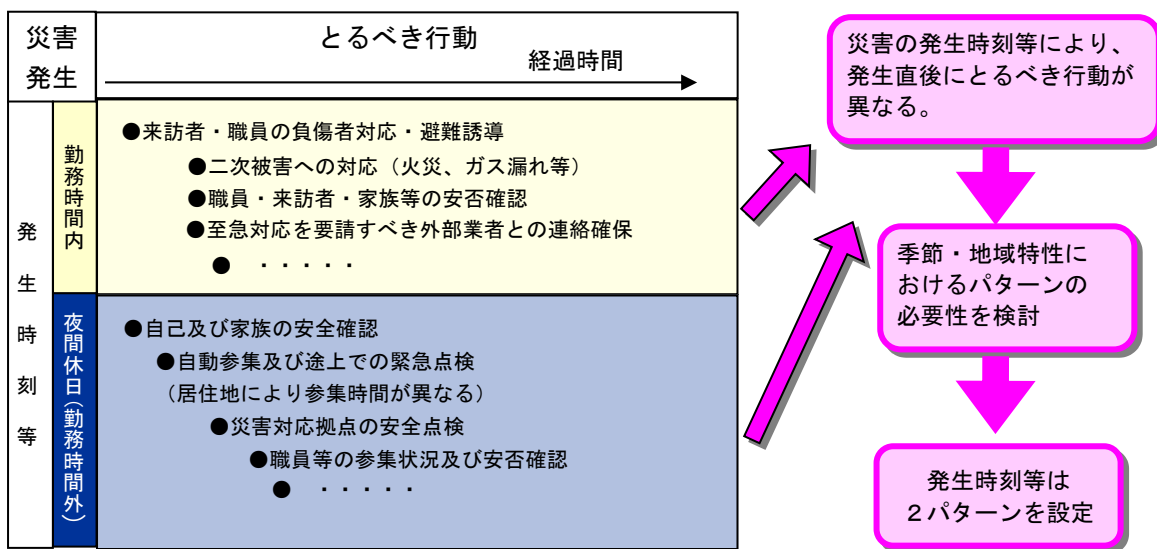 災害
発生
とるべき行動
経過時間
発生時刻等
勤務時間内
●来訪者・職員の負傷者対応・避難誘導
●二次被害への対応（火災、ガス漏れ等）
●職員・来訪者・家族等の安否確認
●至急対応を要請すべき外部業者との連絡確保
● ・・・・・
夜間休日（勤務時間外）
●自己及び家族の安全確認
●自動参集及び途上での緊急点検
（居住地により参集時間が異なる）
●災害対応拠点の安全点検
●職員等の参集状況及び安否確認
● ・・・・・
災害の発生時刻等により、
発生直後にとるべき行動が
異なる。
季節・地域特性に
おけるパターンの
必要性を検討
発生時刻等は
２パターンを設定